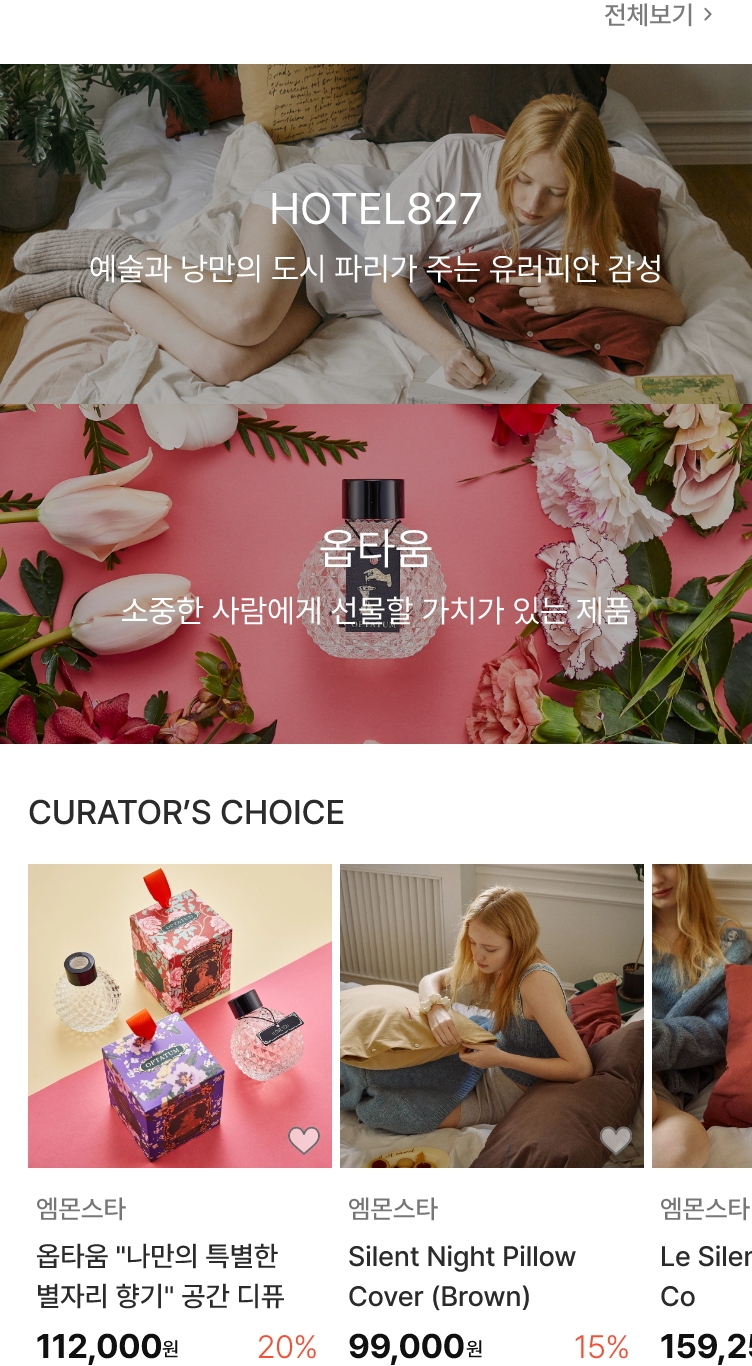 전체보기 >
HOTEL827
예술과 낭만의 도시 파리가 주는 유러피안 감성
옵타움
소중한 사람에게 선물할 가치가 있는 제품
OPTATUM
CURATOR'S CHOICE
OPTATUM
엠몬스타
엠몬스타
엠몬스타
옵타움 "나만의 특별한
별자리 향기" 공간 디퓨
Silent Night Pillow
Cover (Brown)
Le Siler
Co
112,000원
20%
99,000원
15%
159,25